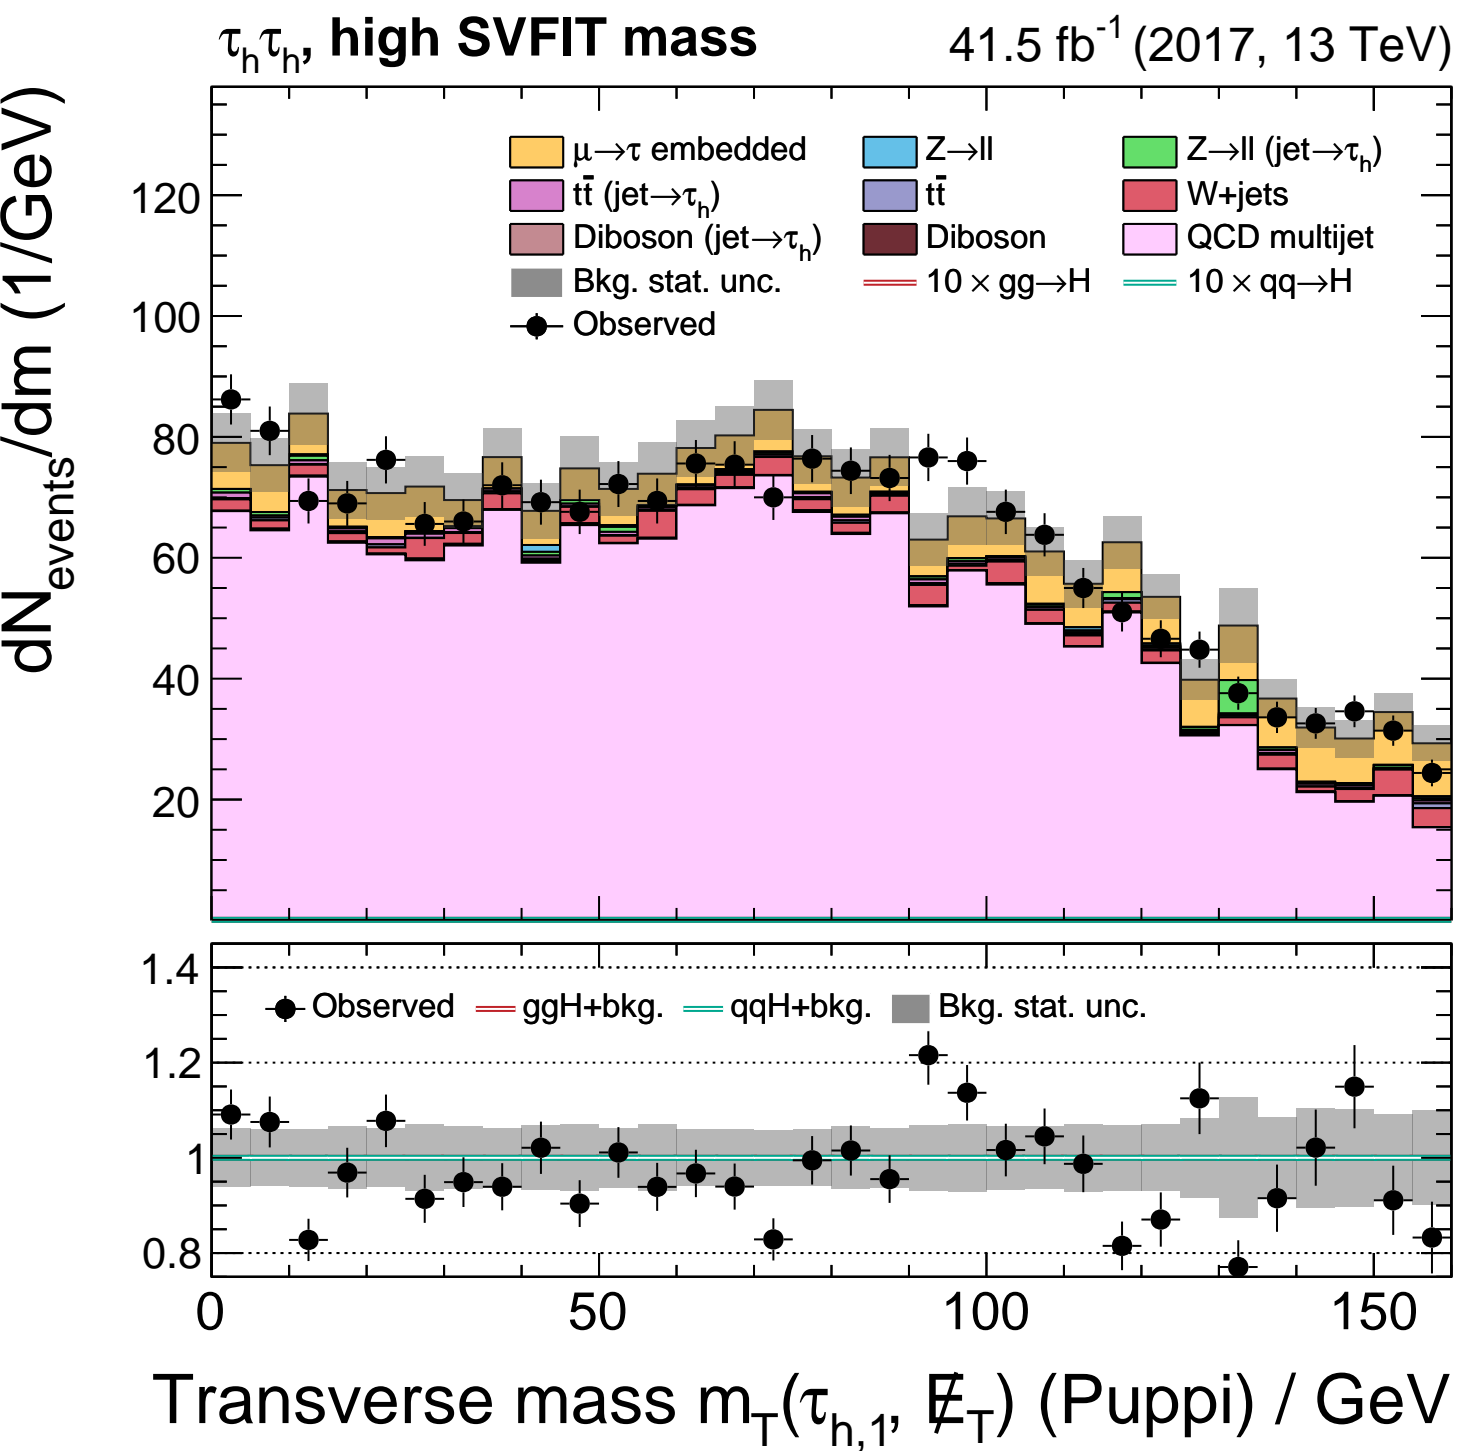 τhτh, high SVFIT mass 41.5 fb-1 (2017, 13 TeV)
dNevents/dm (1/GeV)
μ→τ embedded Z→ll Z→ll (jet→τh)
tt̄ (jet→τh) tt̄ W+jets
Diboson (jet→τh) Diboson QCD multijet
Bkg. stat. unc. 10 × gg→H 10 × qq→H
Observed
120
100
80
60
40
20
1.4
Observed ggH+bkg. qqH+bkg. Bkg. stat. unc.
1.2
1
0.8
0 50 100 150
Transverse mass mT(τh,1, E̸T) (Puppi) / GeV